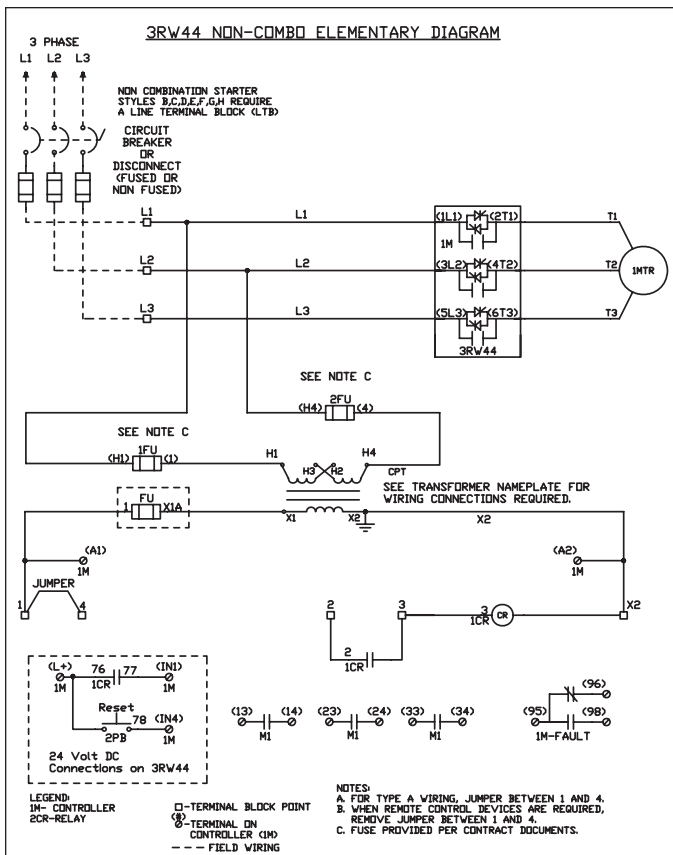 3RW44 NON-COMBO ELEMENTARY DIAGRAM
3 PHASE
L1 L2 L3
NON COMBINATION STARTER
STYLES B,C,D,E,F,G,H REQUIRE
A LINE TERMINAL BLOCK (LTB)
CIRCUIT
BREAKER
OR
DISCONNECT
(FUSED OR
NON FUSED)
L1 L1 (1L1) (2T1) T1
1M
L2 L2 (3L2) (4T2) T2 1MTR
L3 L3 (5L3) (6T3) T3
3RW44
SEE NOTE C
2FU
(H4) (4)
SEE NOTE C
1FU
(H1) (1)
H1 H3 H2 H4
CPT
SEE TRANSFORMER NAMEPLATE FOR
WIRING CONNECTIONS REQUIRED.
FU
1 X1A X1 X2 X2
(A1) (A2)
1M 1M
JUMPER
1 4 2 3 3 CR X2
1CR
2
1CR
(L+) 76 77 (IN1)
1M 1CR 1M
Reset
78 (IN4)
2PB 1M
24 Volt DC
Connections on 3RW44
(13) (14) (23) (24) (33) (34)
M1 M1 M1
(96)
(95) (98)
1M-FAULT
LEGEND:
1M- CONTROLLER
2CR-RELAY
-TERMINAL BLOCK POINT
(#)
-TERMINAL ON
CONTROLLER (1M)
--- FIELD WIRING
NOTES:
A. FOR TYPE A WIRING, JUMPER BETWEEN 1 AND 4.
B. WHEN REMOTE CONTROL DEVICES ARE REQUIRED,
REMOVE JUMPER BETWEEN 1 AND 4.
C. FUSE PROVIDED PER CONTRACT DOCUMENTS.